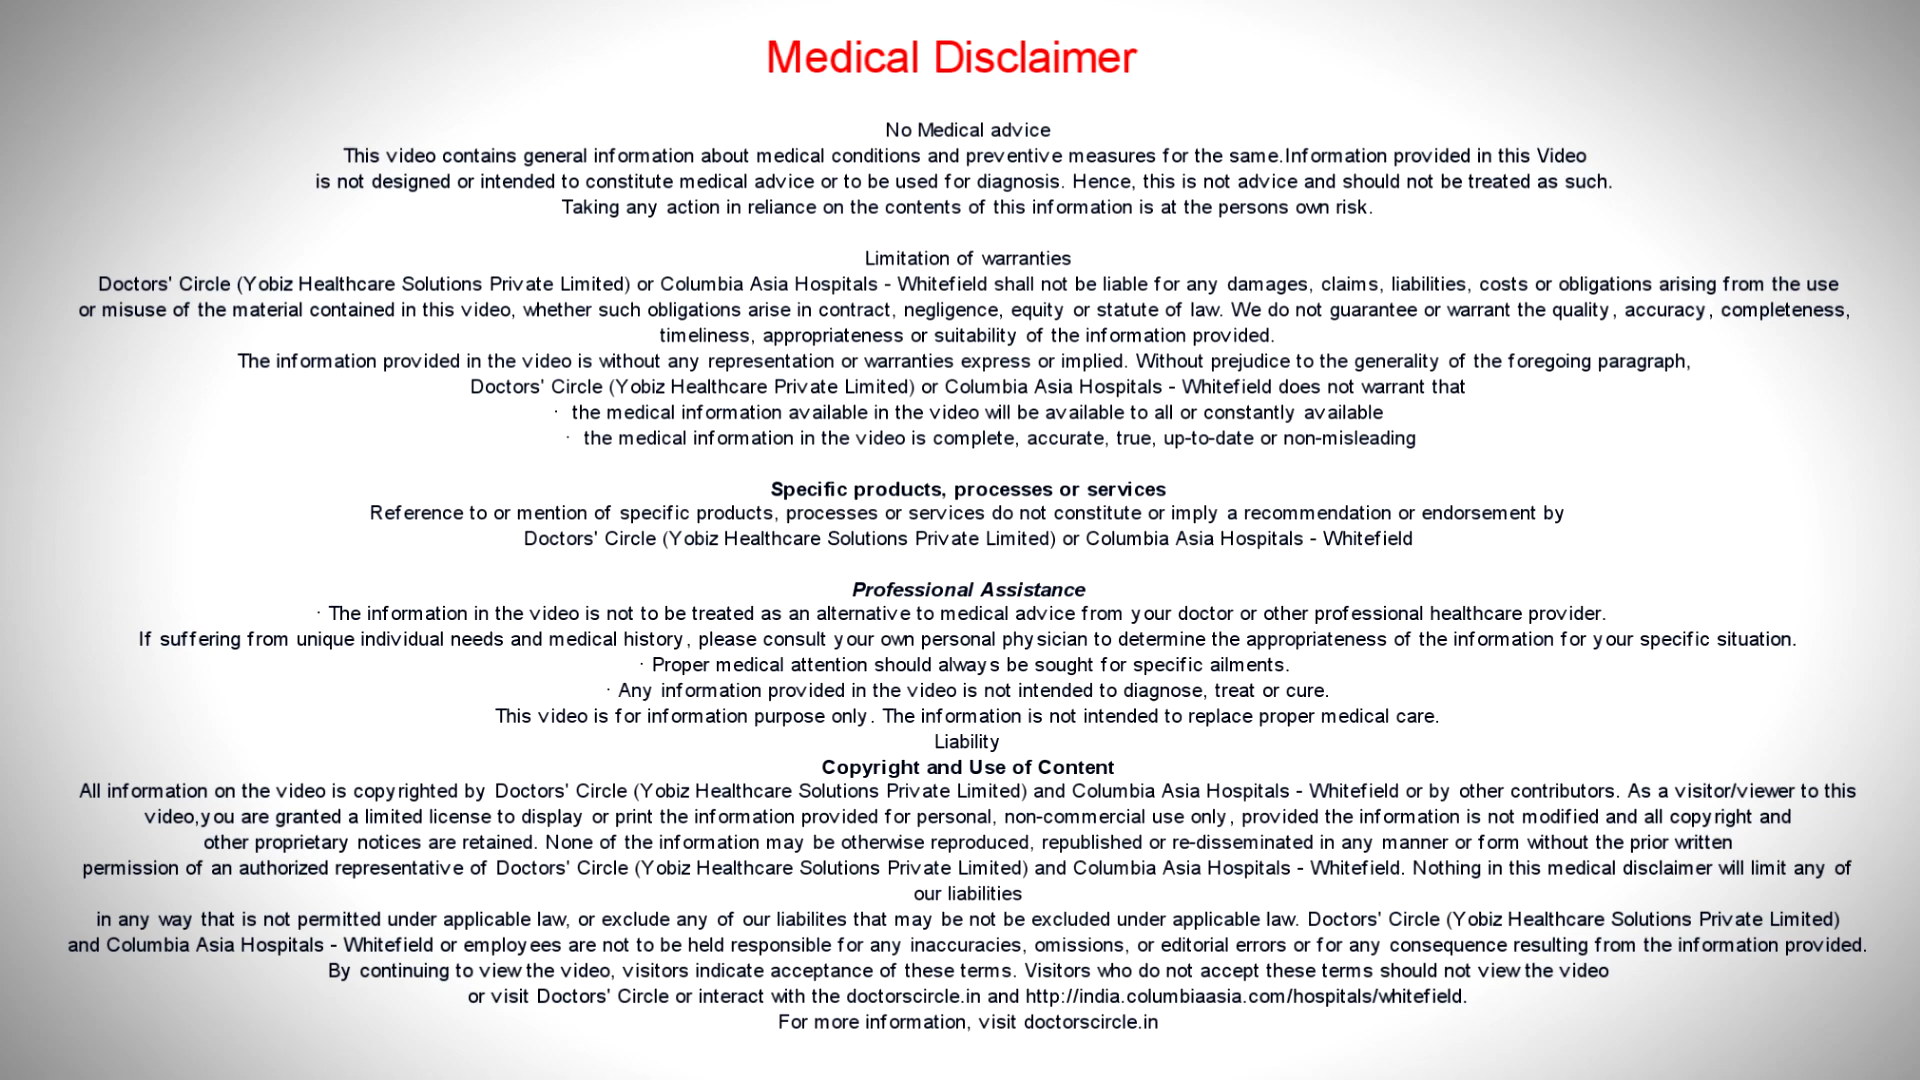 Medical Disclaimer
No Medical advice
This video contains general information about medical conditions and preventive measures for the same.Information provided in this Video
is not designed or intended to constitute medical advice or to be used for diagnosis. Hence, this is not advice and should not be treated as such.
Taking any action in reliance on the contents of this information is at the persons own risk.
Limitation of warranties
Doctors' Circle (Yobiz Healthcare Solutions Private Limited) or Columbia Asia Hospitals - Whitefield shall not be liable for any damages, claims, liabilities, costs or obligations arising from the use
or misuse of the material contained in this video, whether such obligations arise in contract, negligence, equity or statute of law. We do not guarantee or warrant the quality, accuracy, completeness,
timeliness, appropriateness or suitability of the information provided.
The information provided in the video is without any representation or warranties express or implied. Without prejudice to the generality of the foregoing paragraph,
Doctors' Circle (Yobiz Healthcare Private Limited) or Columbia Asia Hospitals - Whitefield does not warrant that
· the medical information available in the video will be available to all or constantly available
· the medical information in the video is complete, accurate, true, up-to-date or non-misleading
Specific products, processes or services
Reference to or mention of specific products, processes or services do not constitute or imply a recommendation or endorsement by
Doctors' Circle (Yobiz Healthcare Solutions Private Limited) or Columbia Asia Hospitals - Whitefield
Professional Assistance
· The information in the video is not to be treated as an alternative to medical advice from your doctor or other professional healthcare provider.
If suffering from unique individual needs and medical history, please consult your own personal physician to determine the appropriateness of the information for your specific situation.
· Proper medical attention should always be sought for specific ailments.
· Any information provided in the video is not intended to diagnose, treat or cure.
This video is for information purpose only. The information is not intended to replace proper medical care.
Liability
Copyright and Use of Content
All information on the video is copyrighted by Doctors' Circle (Yobiz Healthcare Solutions Private Limited) and Columbia Asia Hospitals - Whitefield or by other contributors. As a visitor/viewer to this
video,you are granted a limited license to display or print the information provided for personal, non-commercial use only, provided the information is not modified and all copyright and
other proprietary notices are retained. None of the information may be otherwise reproduced, republished or re-disseminated in any manner or form without the prior written
permission of an authorized representative of Doctors' Circle (Yobiz Healthcare Solutions Private Limited) and Columbia Asia Hospitals - Whitefield. Nothing in this medical disclaimer will limit any of
our liabilities
in any way that is not permitted under applicable law, or exclude any of our liabilites that may be not be excluded under applicable law. Doctors' Circle (Yobiz Healthcare Solutions Private Limited)
and Columbia Asia Hospitals - Whitefield or employees are not to be held responsible for any inaccuracies, omissions, or editorial errors or for any consequence resulting from the information provided.
By continuing to view the video, visitors indicate acceptance of these terms. Visitors who do not accept these terms should not view the video
or visit Doctors' Circle or interact with the doctorscircle.in and http://india.columbiaasia.com/hospitals/whitefield.
For more information, visit doctorscircle.in